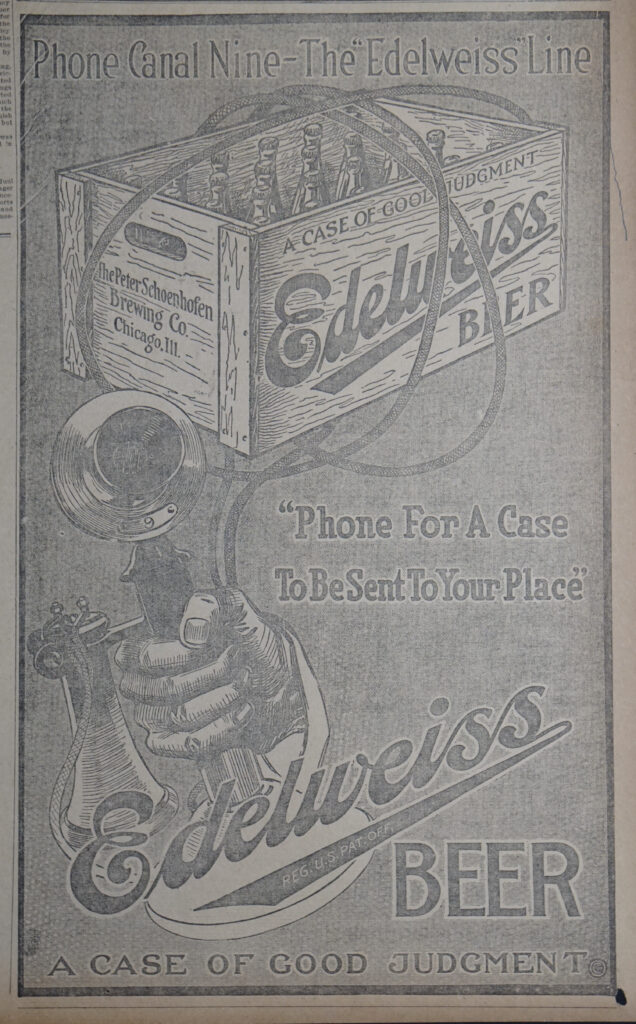 Phone Canal Nine-The "Edelweiss" Line
A CASE OF GOOD JUDGMENT
Edelweiss
BEER
The Peter Schoenhofen
Brewing Co.
Chicago, Ill.
9
"Phone For A Case
To Be Sent To Your Place"
Edelweiss
REG. U.S. PAT. OFF.
BEER
A CASE OF GOOD JUDGMENT ©